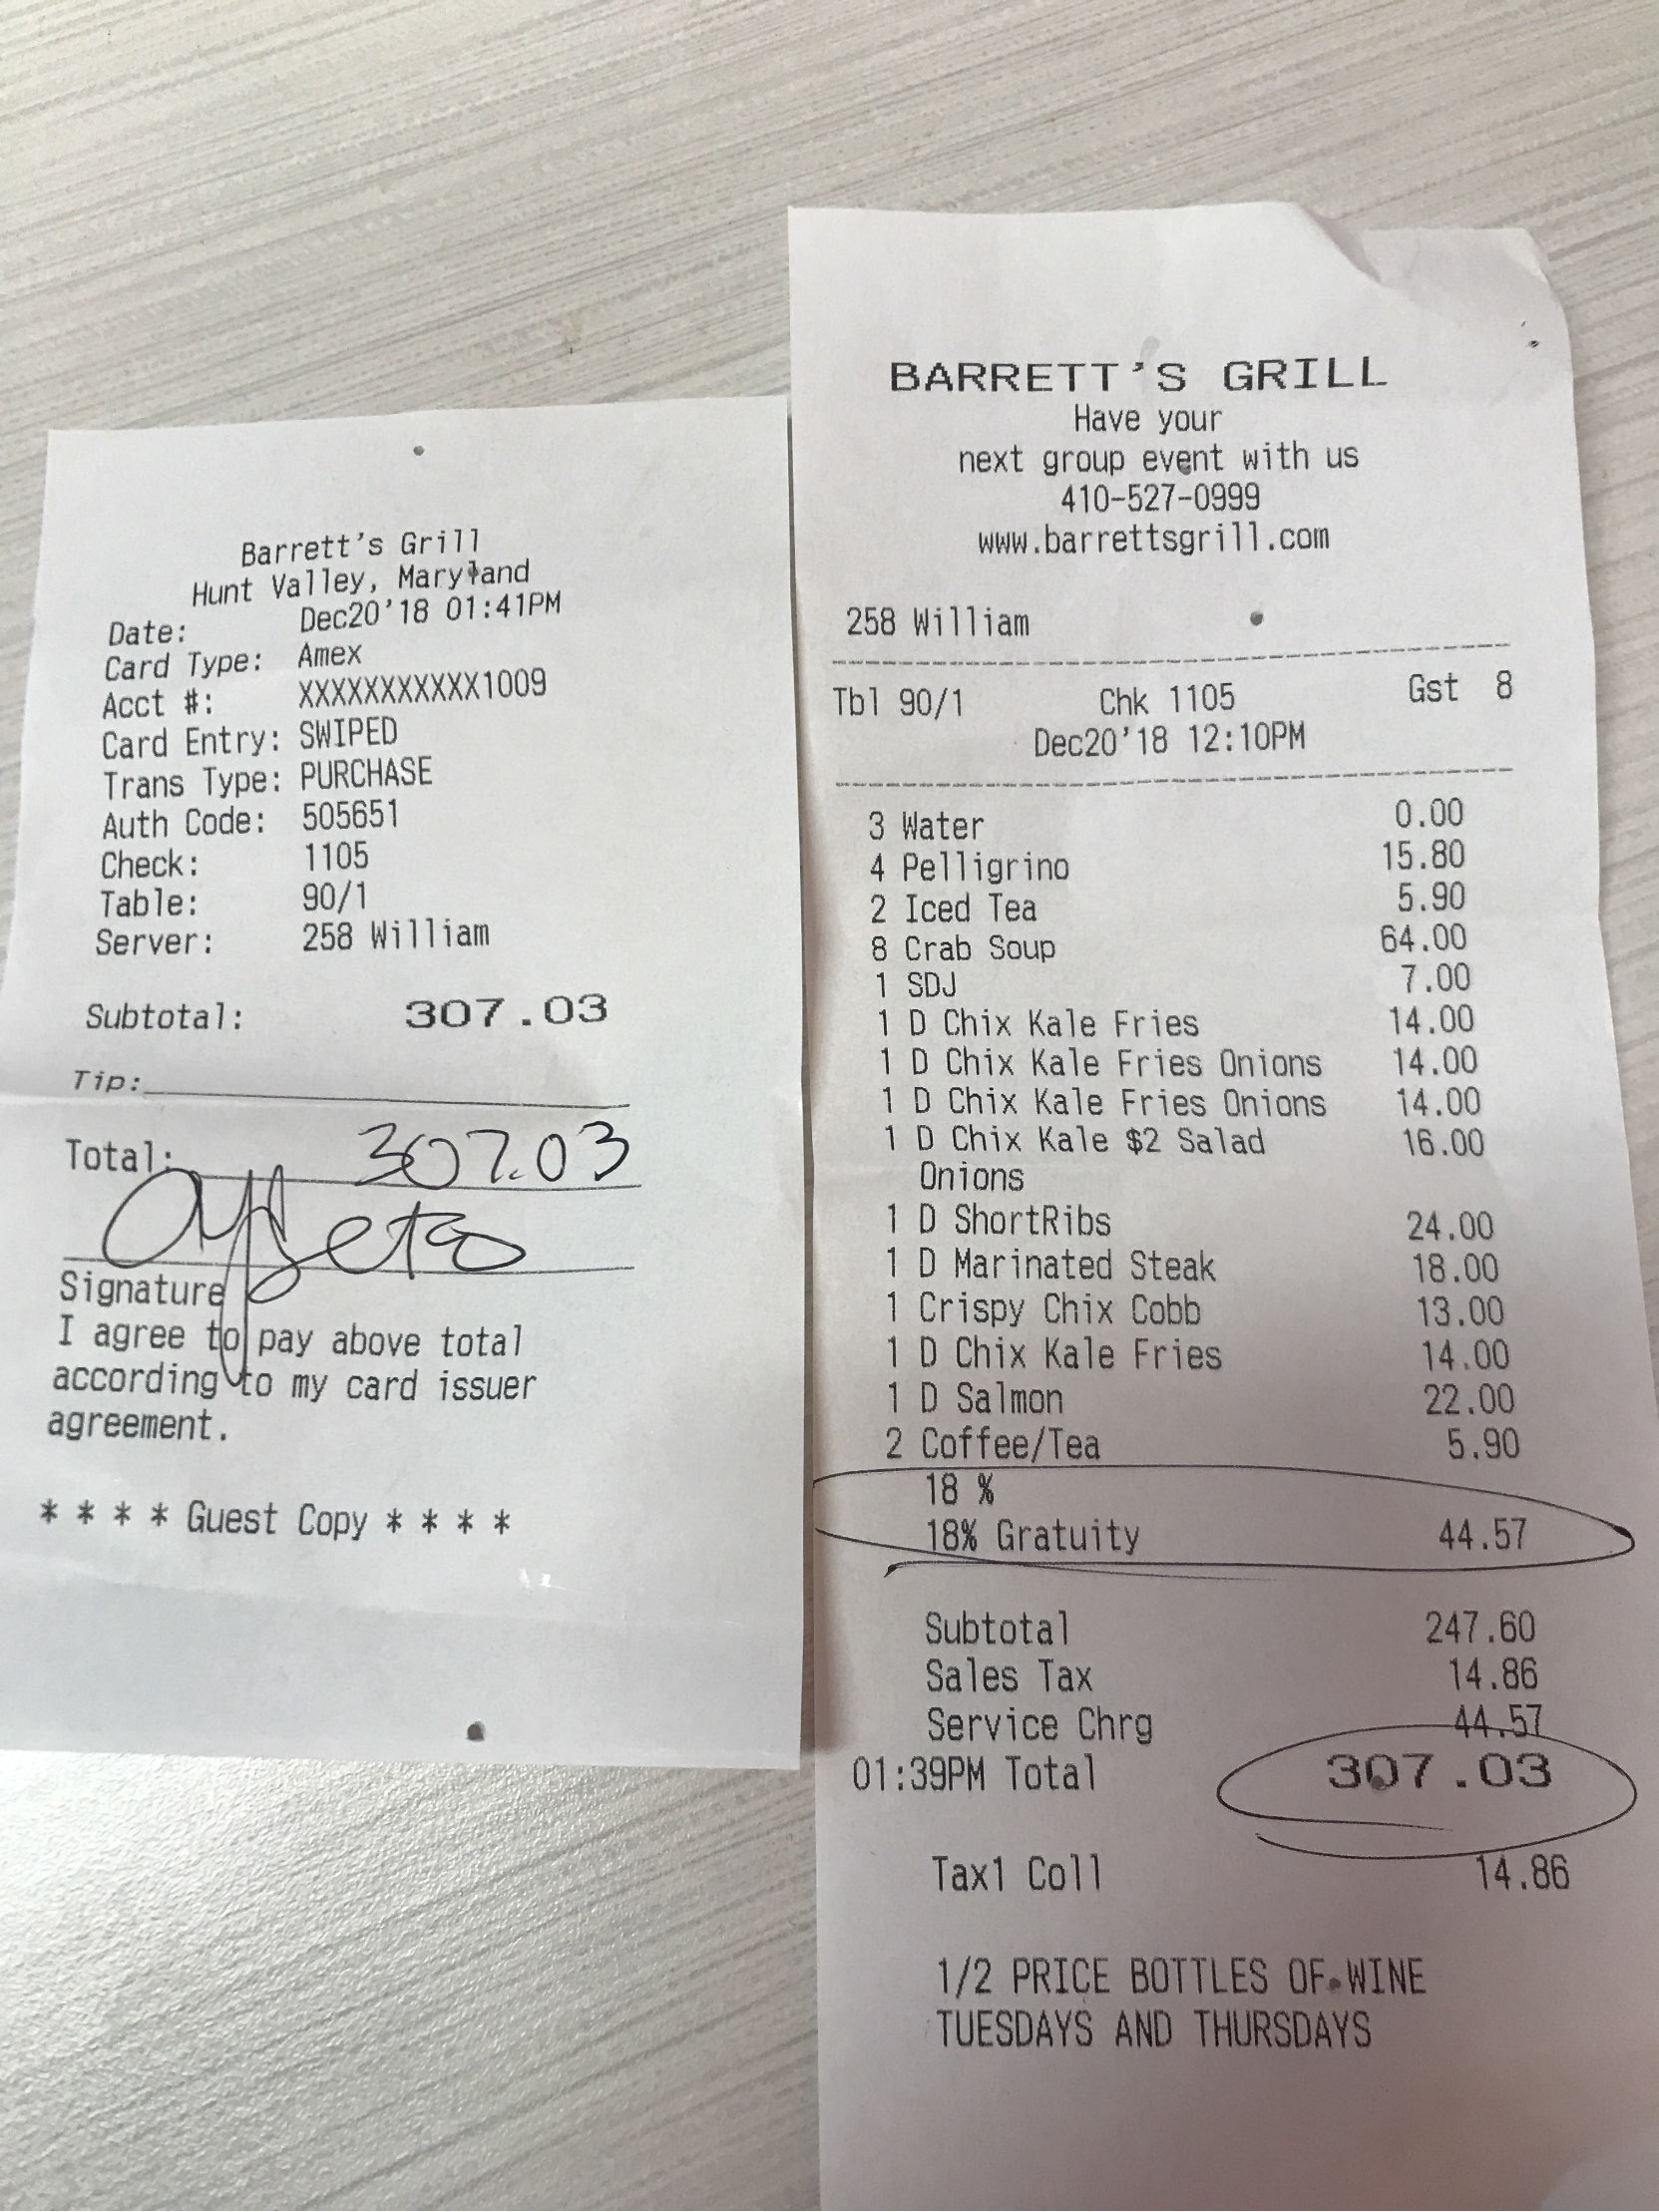 Barrett's Grill
Hunt Valley, Maryland
Date: Dec20'18 01:41PM
Card Type: Amex
Acct #: XXXXXXXXXXX1009
Card Entry: SWIPED
Trans Type: PURCHASE
Auth Code: 505651
Check: 1105
Table: 90/1
Server: 258 William
Subtotal: 307.03
Tip:
Total: 307.03
Signature
I agree to pay above total
according to my card issuer
agreement.
* * * * Guest Copy * * * *
BARRETT'S GRILL
Have your
next group event with us
410-527-0999
www.barrettsgrill.com
258 William
Tbl 90/1 Chk 1105 Gst 8
Dec20'18 12:10PM
3 Water 0.00
4 Pelligrino 15.80
2 Iced Tea 5.90
8 Crab Soup 64.00
1 SDJ 7.00
1 D Chix Kale Fries 14.00
1 D Chix Kale Fries Onions 14.00
1 D Chix Kale Fries Onions 14.00
1 D Chix Kale $2 Salad 16.00
Onions
1 D ShortRibs 24.00
1 D Marinated Steak 18.00
1 Crispy Chix Cobb 13.00
1 D Chix Kale Fries 14.00
1 D Salmon 22.00
2 Coffee/Tea 5.90
18 %
18% Gratuity 44.57
Subtotal 247.60
Sales Tax 14.86
Service Chrg 44.57
01:39PM Total 307.03
Tax1 Coll 14.86
1/2 PRICE BOTTLES OF WINE
TUESDAYS AND THURSDAYS